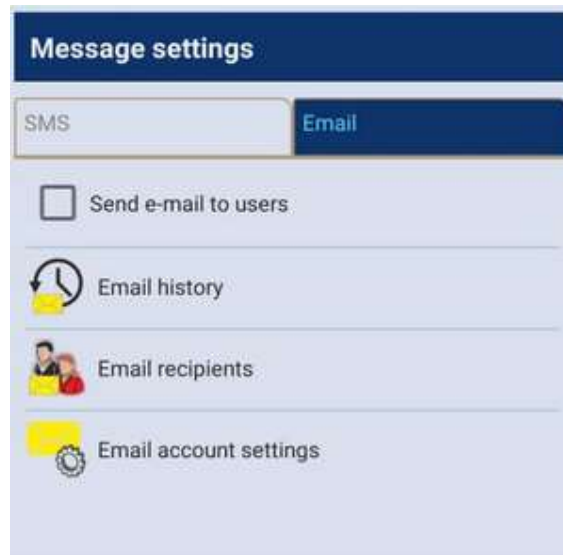 Message settings
SMS
Email
Send e-mail to users
Email history
Email recipients
Email account settings